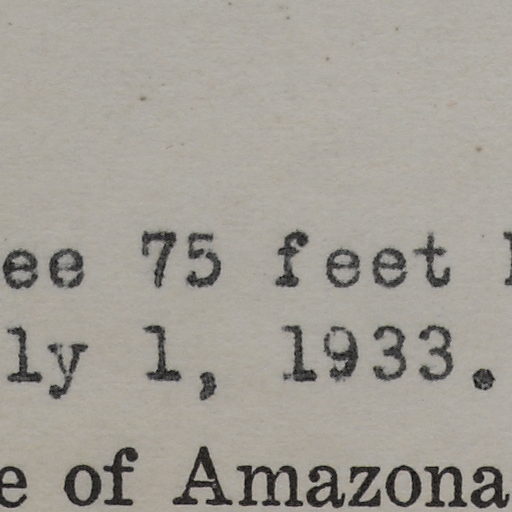 ee 75 feet
ly 1, 1933.
e of Amazona